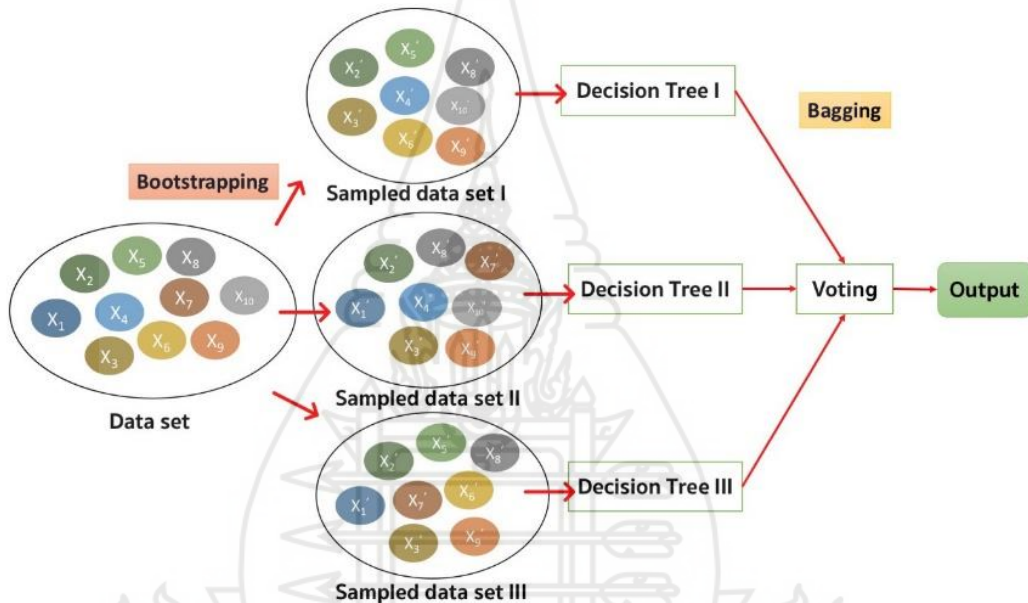 X₅′
X₂′
X₈′
X₄′
X₁₀′
X₃′
X₆′
X₉′
Sampled data set I
Decision Tree I
Bagging
Bootstrapping
X₅
X₈
X₂
X₇
X₁₀
X₁
X₄
X₆
X₉
X₃
Data set
X₈′
X₇′
X₂′
X₁′
X₄′
X₁₀′
X₃′
X₉′
Sampled data set II
Decision Tree II
Voting
Output
X₅′
X₈′
X₂′
X₆′
X₇′
X₁′
X₉′
X₃′
Sampled data set III
Decision Tree III